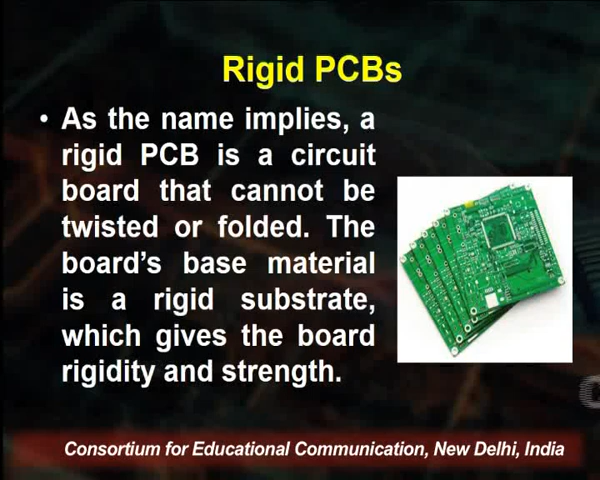 Rigid PCBs
• As the name implies, a
rigid PCB is a circuit
board that cannot be
twisted or folded. The
board's base material
is a rigid substrate,
which gives the board
rigidity and strength.
Consortium for Educational Communication, New Delhi, India